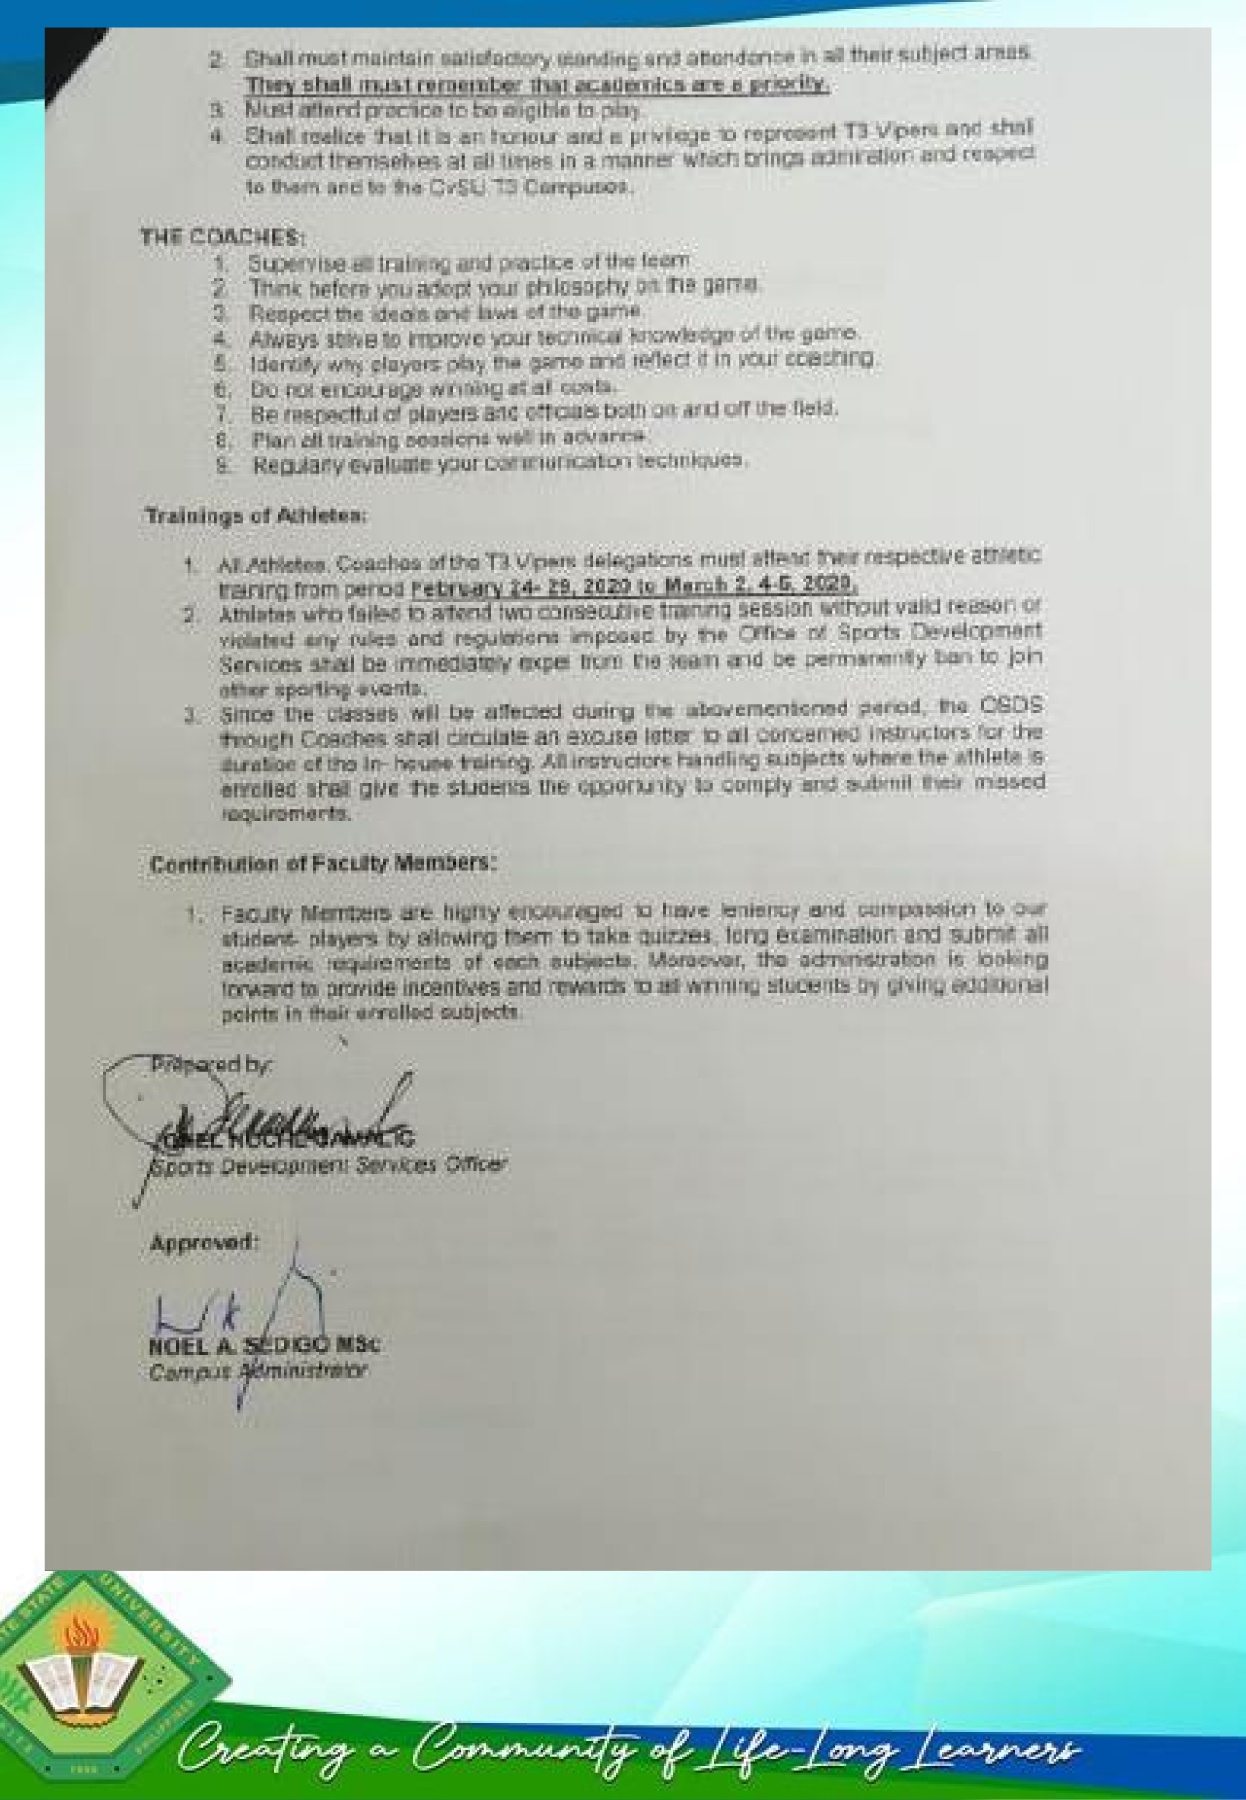 2. Shall must maintain satisfactory standing and attendance in all their subject areas.
They shall must remember that academics are a priority.
3. Must attend practice to be eligible to play.
4. Shall realize that it is an honour and a privilege to represent T3 Vipers and shall
conduct themselves at all times in a manner which brings admiration and respect
to them and to the CvSU T3 Campuses.
THE COACHES:
1. Supervise all training and practice of the team
2. Think before you adopt your philosophy on the game.
3. Respect the ideals and laws of the game.
4. Always strive to improve your technical knowledge of the game.
5. Identify why players play the game and reflect it in your coaching.
6. Do not encourage winning at all costs.
7. Be respectful of players and officials both on and off the field.
8. Plan all training sessions well in advance.
9. Regularly evaluate your communication techniques.
Trainings of Athletes:
1. All Athletes, Coaches of the T3 Vipers delegations must attend their respective athletic
training from period February 24- 29, 2020 to March 2, 4-6, 2020.
2. Athletes who failed to attend two consecutive training session without valid reason or
violated any rules and regulations imposed by the Office of Sports Development
Services shall be immediately expel from the team and be permanently ban to join
other sporting events.
3. Since the classes will be affected during the abovementioned period, the OSDS
through Coaches shall circulate an excuse letter to all concerned instructors for the
duration of the In- house training. All instructors handling subjects where the athlete is
enrolled shall give the students the opportunity to comply and submit their missed
requirements.
Contribution of Faculty Members:
1. Faculty Members are highly encouraged to have leniency and compassion to our
student- players by allowing them to take quizzes, long examination and submit all
academic requirements of each subjects. Moreover, the administration is looking
forward to provide incentives and rewards to all winning students by giving additional
points in their enrolled subjects.
Prepared by:
Sports Development Services Officer
Approved:
NOEL A. SEDIGO MSc
Campus Administrator
STATE UNIVERSITY
PHILIPPINES
1906
Creating a Community of Life-Long Learners